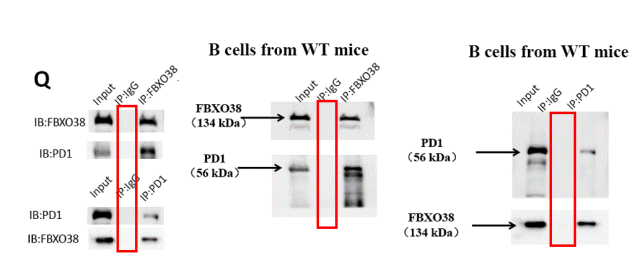 B cells from WT mice
B cells from WT mice
Q
Input IP:IgG IP:FBXO38
IB:FBXO38
IB:PD1
Input IP:IgG IP:PD1
IB:PD1
IB:FBXO38
Input IP:IgG IP:FBXO38
FBXO38
(134 kDa)
PD1
(56 kDa)
Input IP:IgG IP:PD1
PD1
(56 kDa)
FBXO38
(134 kDa)